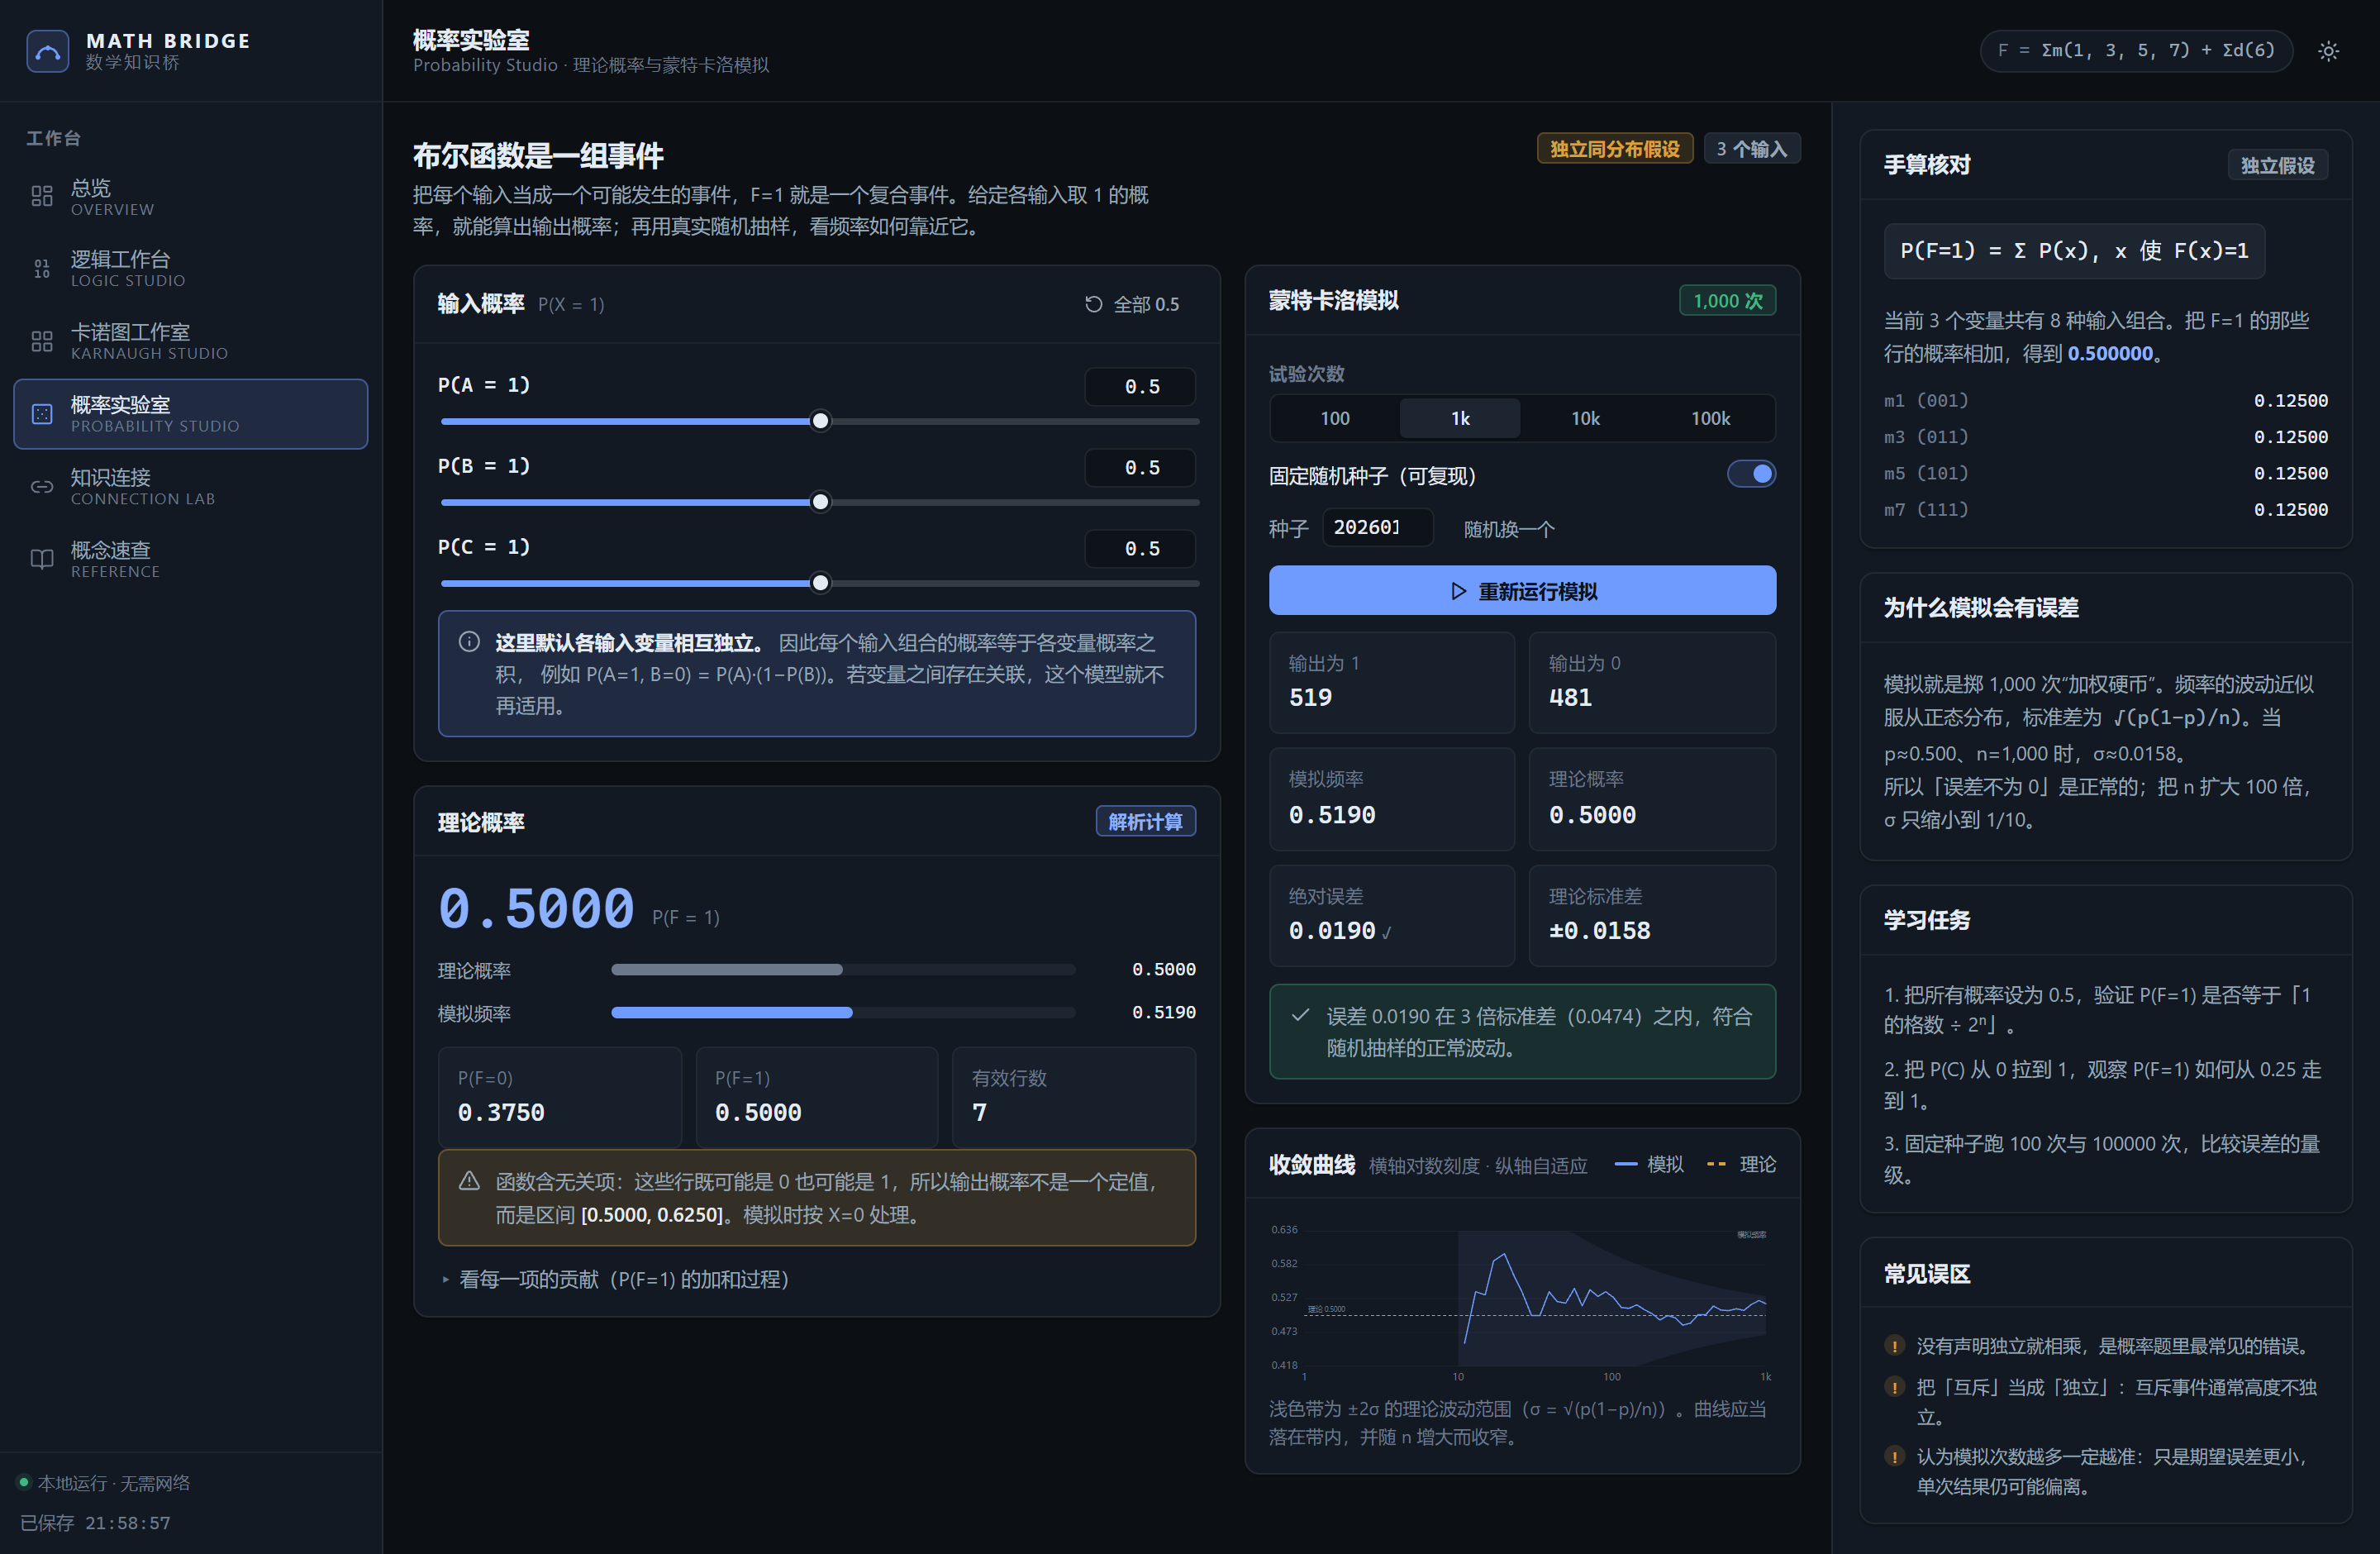 MATH BRIDGE
数学知识桥
工作台
总览
OVERVIEW
逻辑工作台
LOGIC STUDIO
卡诺图工作室
KARNAUGH STUDIO
概率实验室
PROBABILITY STUDIO
知识连接
CONNECTION LAB
概念速查
REFERENCE
本地运行 · 无需网络
已保存 21:58:57
概率实验室
Probability Studio · 理论概率与蒙特卡洛模拟
F = Σm(1, 3, 5, 7) + Σd(6)
布尔函数是一组事件
独立同分布假设
3 个输入
把每个输入当成一个可能发生的事件，F=1 就是一个复合事件。给定各输入取 1 的概
率，就能算出输出概率；再用真实随机抽样，看频率如何靠近它。
输入概率 P(X = 1)
全部 0.5
P(A = 1)
0.5
P(B = 1)
0.5
P(C = 1)
0.5
这里默认各输入变量相互独立。 因此每个输入组合的概率等于各变量概率之
积， 例如 P(A=1, B=0) = P(A)·(1−P(B))。若变量之间存在关联，这个模型就不
再适用。
理论概率
解析计算
0.5000 P(F = 1)
理论概率 0.5000
模拟频率 0.5190
P(F=0)
0.3750
P(F=1)
0.5000
有效行数
7
函数含无关项：这些行既可能是 0 也可能是 1，所以输出概率不是一个定值，
而是区间 [0.5000, 0.6250]。模拟时按 X=0 处理。
看每一项的贡献（P(F=1) 的加和过程）
蒙特卡洛模拟
1,000 次
试验次数
100 1k 10k 100k
固定随机种子（可复现）
种子 202601 随机换一个
重新运行模拟
输出为 1
519
输出为 0
481
模拟频率
0.5190
理论概率
0.5000
绝对误差
0.0190 ✓
理论标准差
±0.0158
误差 0.0190 在 3 倍标准差（0.0474）之内，符合
随机抽样的正常波动。
收敛曲线 横轴对数刻度 · 纵轴自适应 模拟 理论
0.636
模拟频率
0.582
0.527
理论 0.5000
0.473
0.418
1 10 100 1k
浅色带为 ±2σ 的理论波动范围（σ = √(p(1−p)/n)）。曲线应当
落在带内，并随 n 增大而收窄。
手算核对
独立假设
P(F=1) = Σ P(x), x 使 F(x)=1
当前 3 个变量共有 8 种输入组合。把 F=1 的那些
行的概率相加，得到 0.500000。
m1 (001) 0.12500
m3 (011) 0.12500
m5 (101) 0.12500
m7 (111) 0.12500
为什么模拟会有误差
模拟就是掷 1,000 次“加权硬币”。频率的波动近似
服从正态分布，标准差为 √(p(1−p)/n)。当
p≈0.500、n=1,000 时，σ≈0.0158。
所以「误差不为 0」是正常的；把 n 扩大 100 倍，
σ 只缩小到 1/10。
学习任务
1. 把所有概率设为 0.5，验证 P(F=1) 是否等于「1
的格数 ÷ 2ⁿ」。
2. 把 P(C) 从 0 拉到 1，观察 P(F=1) 如何从 0.25 走
到 1。
3. 固定种子跑 100 次与 100000 次，比较误差的量
级。
常见误区
! 没有声明独立就相乘，是概率题里最常见的错误。
! 把「互斥」当成「独立」：互斥事件通常高度不独
立。
! 认为模拟次数越多一定越准：只是期望误差更小，
单次结果仍可能偏离。